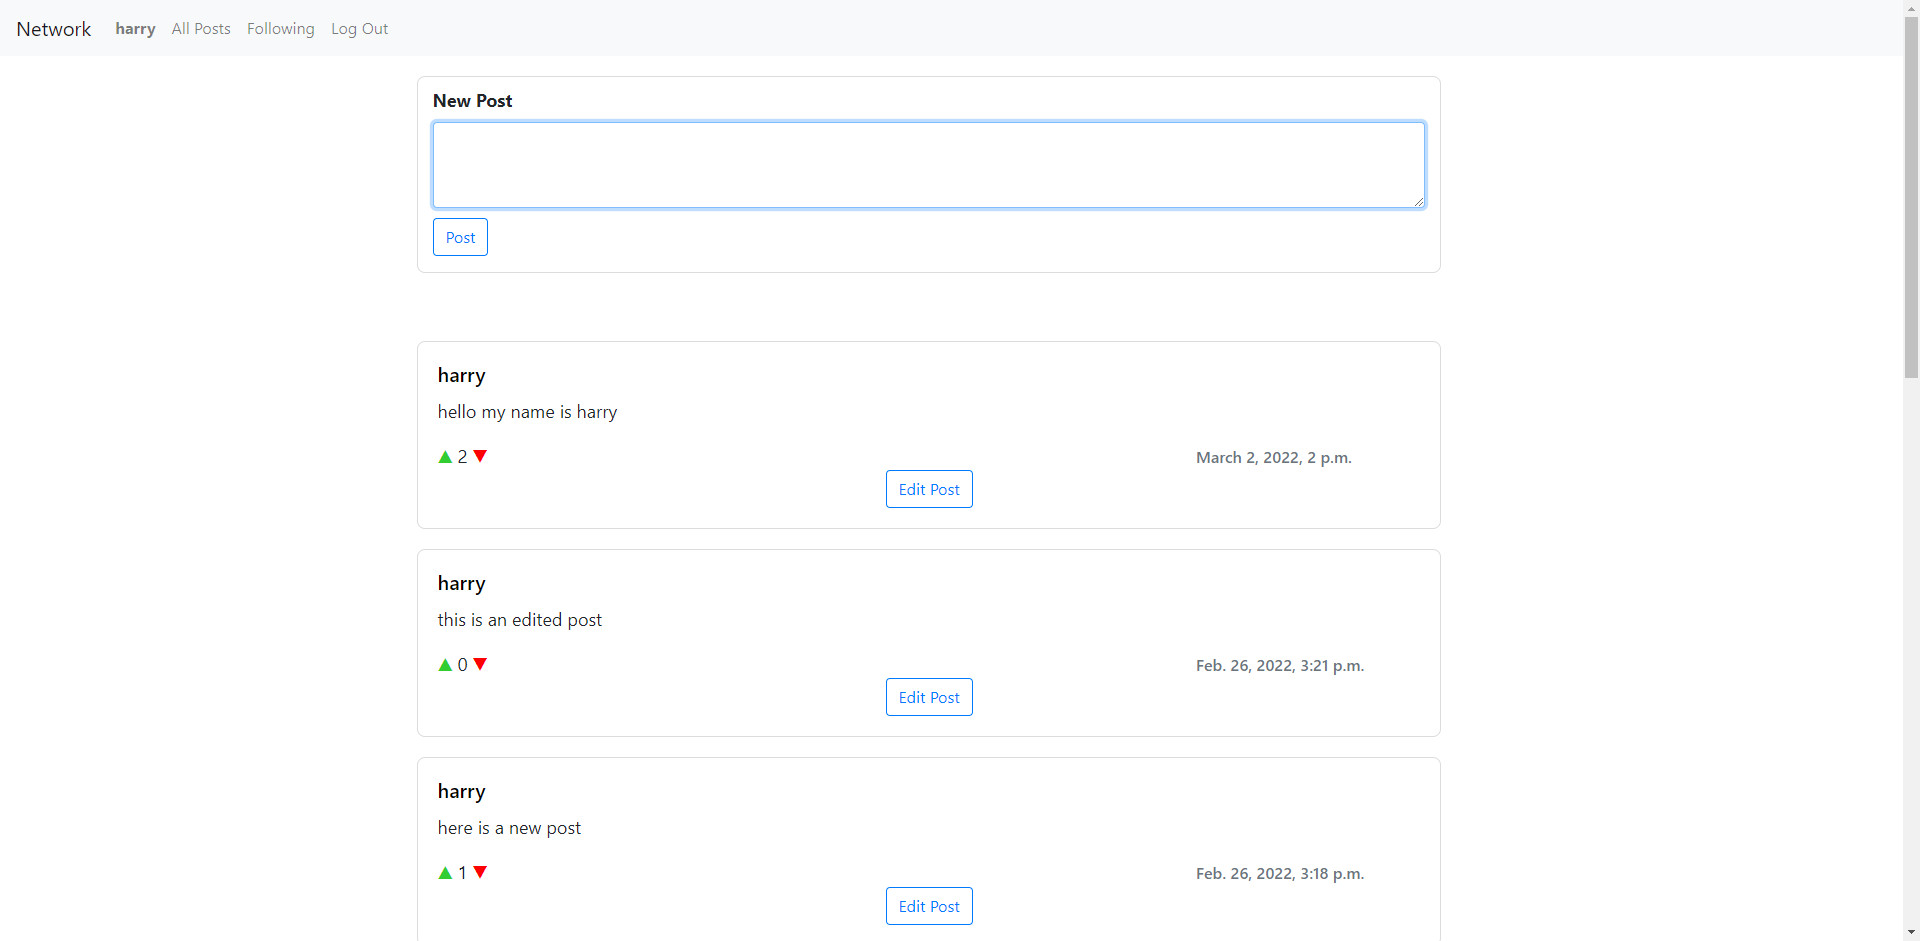 Network harry All Posts Following Log Out
New Post
Post
harry
hello my name is harry
2 March 2, 2022, 2 p.m.
Edit Post
harry
this is an edited post
0 Feb. 26, 2022, 3:21 p.m.
Edit Post
harry
here is a new post
1 Feb. 26, 2022, 3:18 p.m.
Edit Post